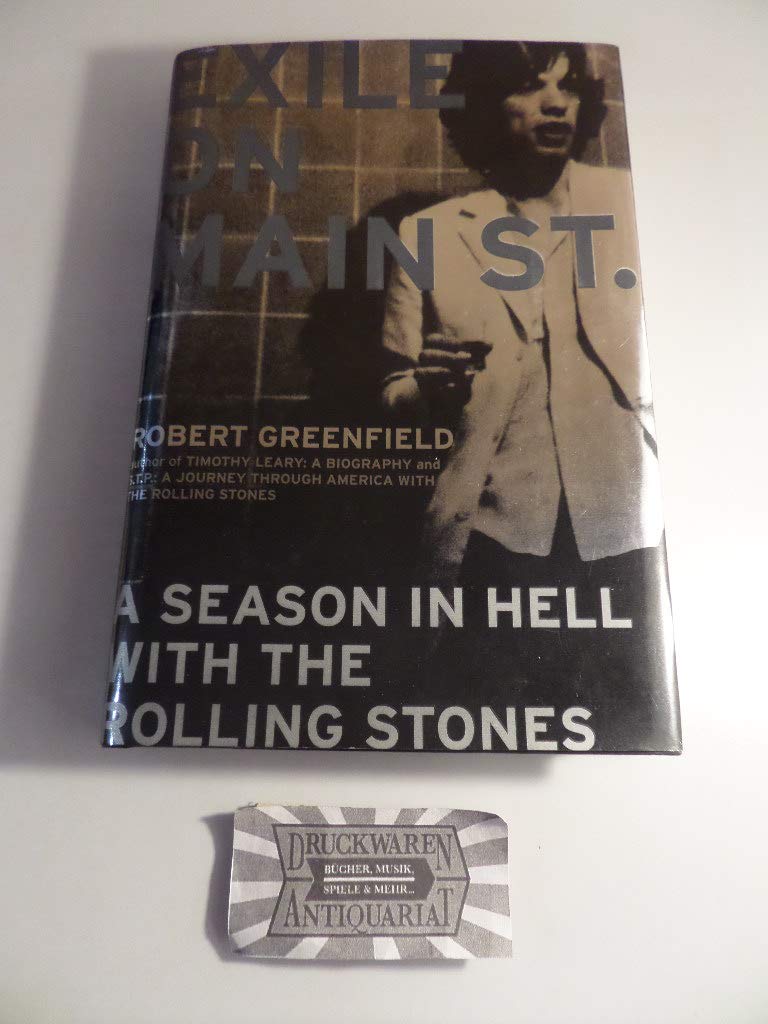 EXILE
ON
MAIN ST.
ROBERT GREENFIELD
Author of TIMOTHY LEARY: A BIOGRAPHY and
S.T.P.: A JOURNEY THROUGH AMERICA WITH
THE ROLLING STONES
A SEASON IN HELL
WITH THE
ROLLING STONES
DRUCKWAREN
BÜCHER, MUSIK,
SPIELE & MEHR...
ANTIQUARIAT